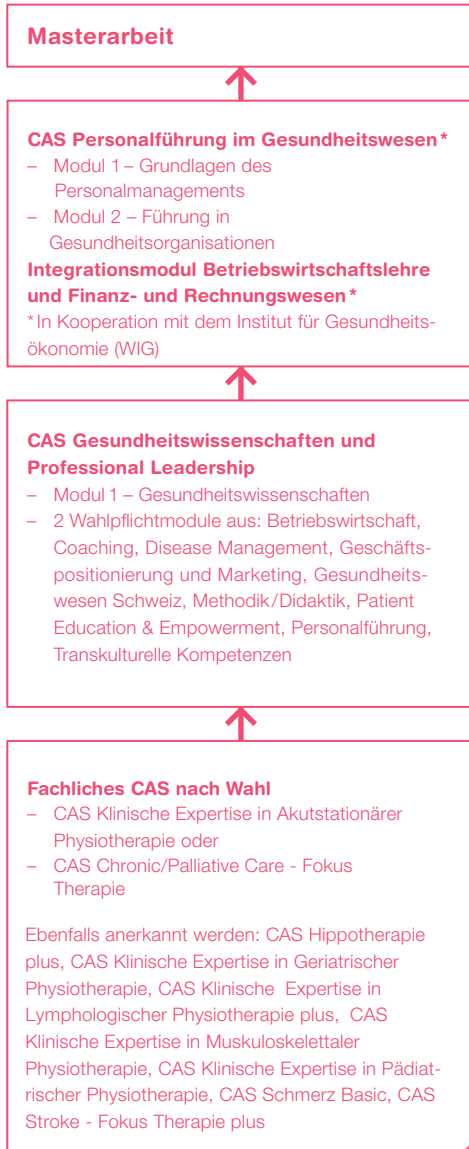 Masterarbeit
CAS Personalführung im Gesundheitswesen*
– Modul 1 – Grundlagen des
Personalmanagements
– Modul 2 – Führung in
Gesundheitsorganisationen
Integrationsmodul Betriebswirtschaftslehre
und Finanz- und Rechnungswesen*
*In Kooperation mit dem Institut für Gesundheits-
ökonomie (WIG)
CAS Gesundheitswissenschaften und
Professional Leadership
– Modul 1 – Gesundheitswissenschaften
– 2 Wahlpflichtmodule aus: Betriebswirtschaft,
Coaching, Disease Management, Geschäfts-
positionierung und Marketing, Gesundheits-
wesen Schweiz, Methodik/Didaktik, Patient
Education & Empowerment, Personalführung,
Transkulturelle Kompetenzen
Fachliches CAS nach Wahl
– CAS Klinische Expertise in Akutstationärer
Physiotherapie oder
– CAS Chronic/Palliative Care - Fokus
Therapie
Ebenfalls anerkannt werden: CAS Hippotherapie
plus, CAS Klinische Expertise in Geriatrischer
Physiotherapie, CAS Klinische Expertise in
Lymphologischer Physiotherapie plus, CAS
Klinische Expertise in Muskuloskelettaler
Physiotherapie, CAS Klinische Expertise in Pädiat-
rischer Physiotherapie, CAS Schmerz Basic, CAS
Stroke - Fokus Therapie plus